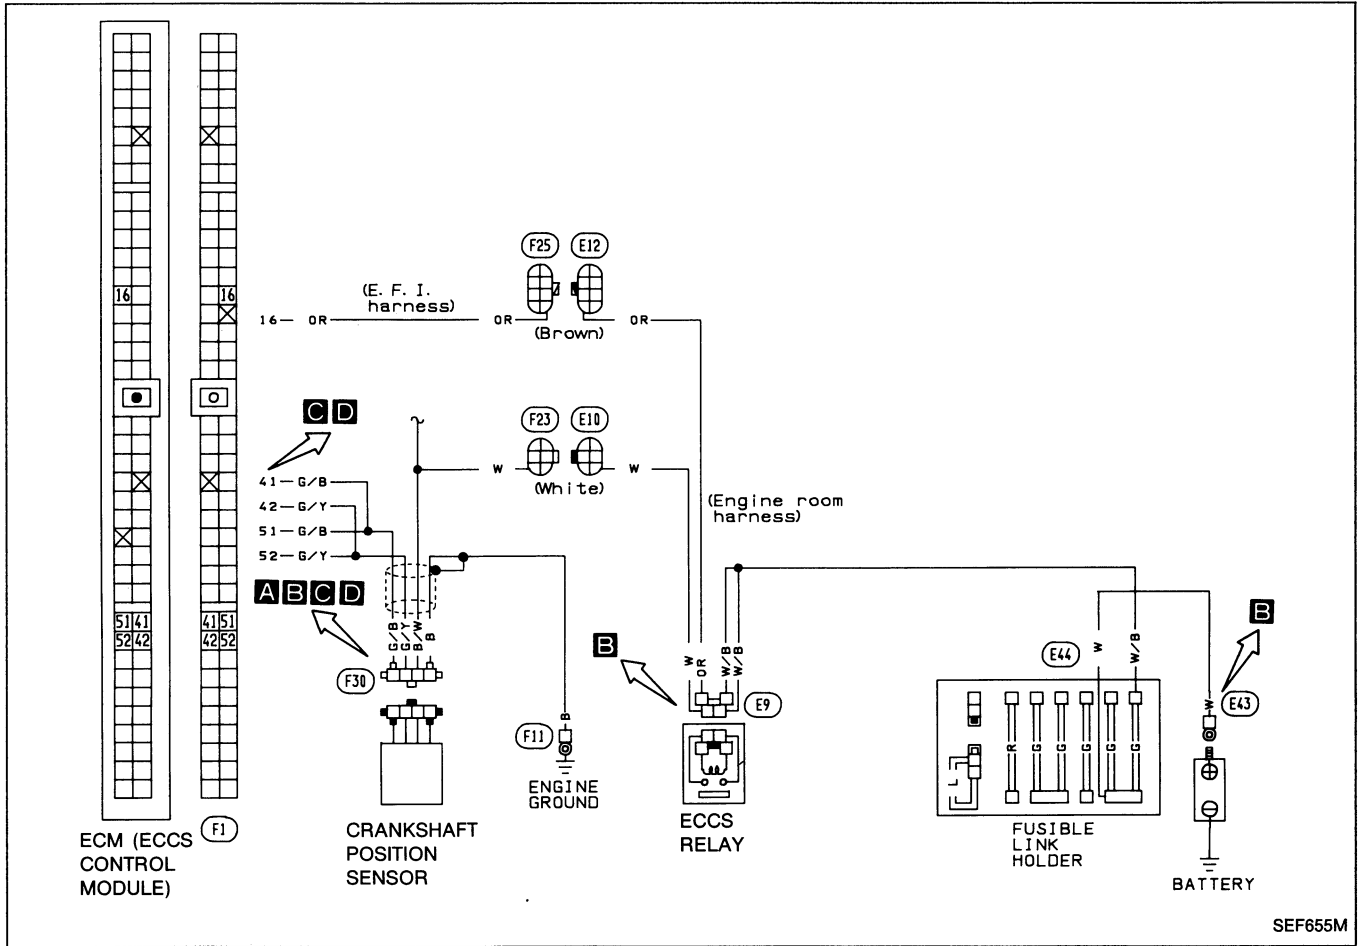 F25 E12
16 16
(E. F. I.
harness)
16 OR OR OR
(Brown)
C D
F23 E10
W W
(White)
41 G/B
42 G/Y
51 G/B
52 G/Y
(Engine room
harness)
A B C D
51 41 41 51
52 42 42 52
G/B G/Y B/W B
B
W OR W/B W/B
E44 W W/B
B
F30
E9
W E43
B
F11
R G G G G G
ENGINE
GROUND
ECM (ECCS
CONTROL
MODULE)
F1
CRANKSHAFT
POSITION
SENSOR
ECCS
RELAY
FUSIBLE
LINK
HOLDER
BATTERY
SEF655M